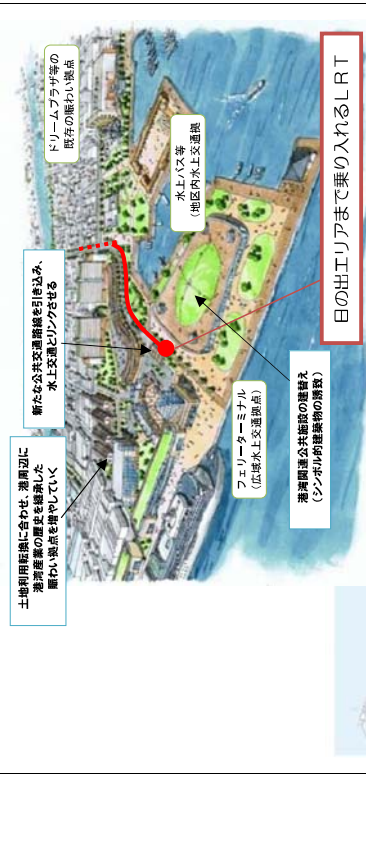 ドリームプラザ等の
既存の賑わい拠点
水上バス等
(地区内水上交通拠
日の出エリアまで乗り入れるLRT
新たな公共交通路線を引き込み、
水上交通とリンクさせる
土地利用転換に合わせ、港周辺に
港湾産業の歴史を継承した
賑わい拠点を増やしていく
フェリーターミナル
(広域水上交通拠点)
港湾関連公共施設の建替え
(シンボル的建築物の誘致)